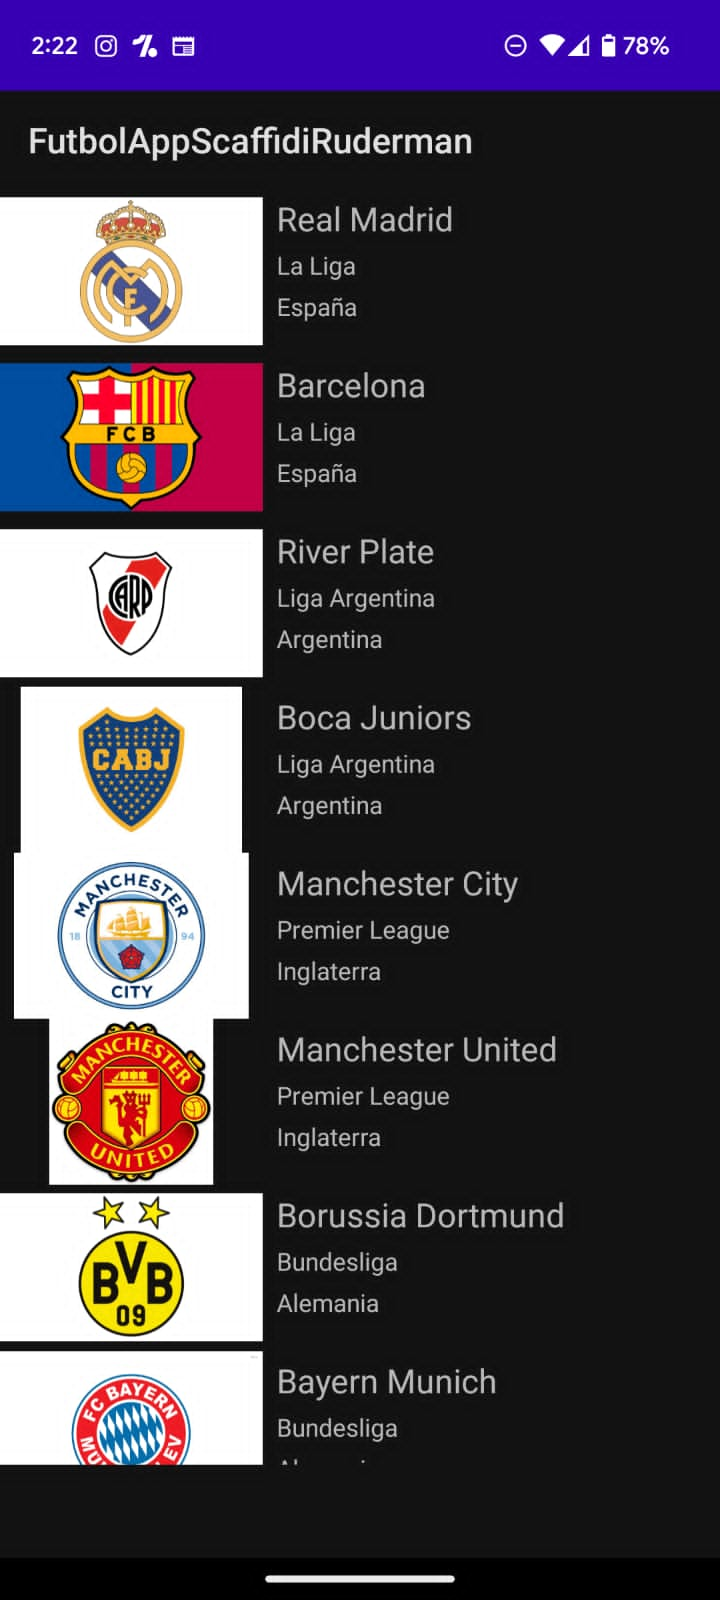 2:22
78%
FutbolAppScaffidiRuderman
Real Madrid
La Liga
España
FCB
Barcelona
La Liga
España
CARP
River Plate
Liga Argentina
Argentina
CABJ
Boca Juniors
Liga Argentina
Argentina
MANCHESTER
18 94
CITY
Manchester City
Premier League
Inglaterra
MANCHESTER
UNITED
Manchester United
Premier League
Inglaterra
BVB
09
Borussia Dortmund
Bundesliga
Alemania
FC BAYERN
Bayern Munich
Bundesliga